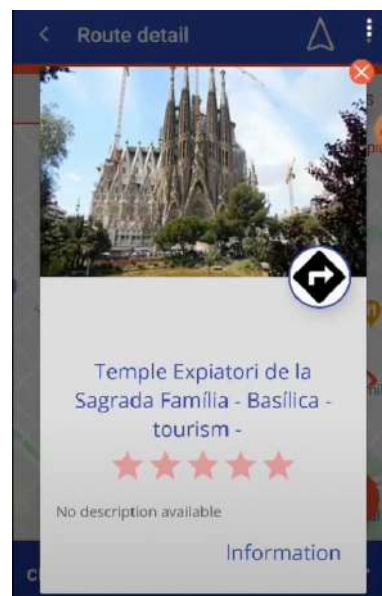 Route detail
Temple Expiatori de la
Sagrada Família - Basílica -
tourism -
No description available
Information